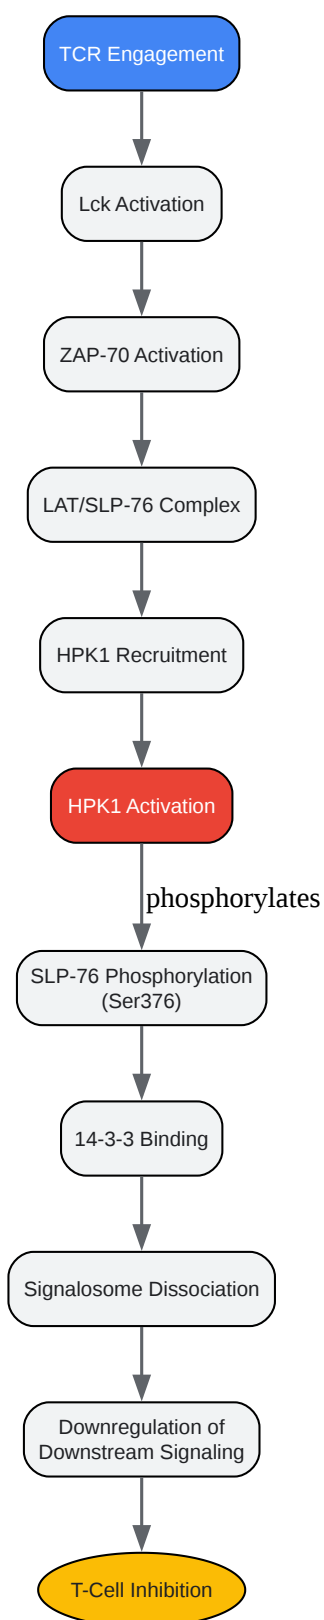 TCR Engagement
Lck Activation
ZAP-70 Activation
LAT/SLP-76 Complex
HPK1 Recruitment
HPK1 Activation
phosphorylates
SLP-76 Phosphorylation
(Ser376)
14-3-3 Binding
Signalosome Dissociation
Downregulation of
Downstream Signaling
T-Cell Inhibition